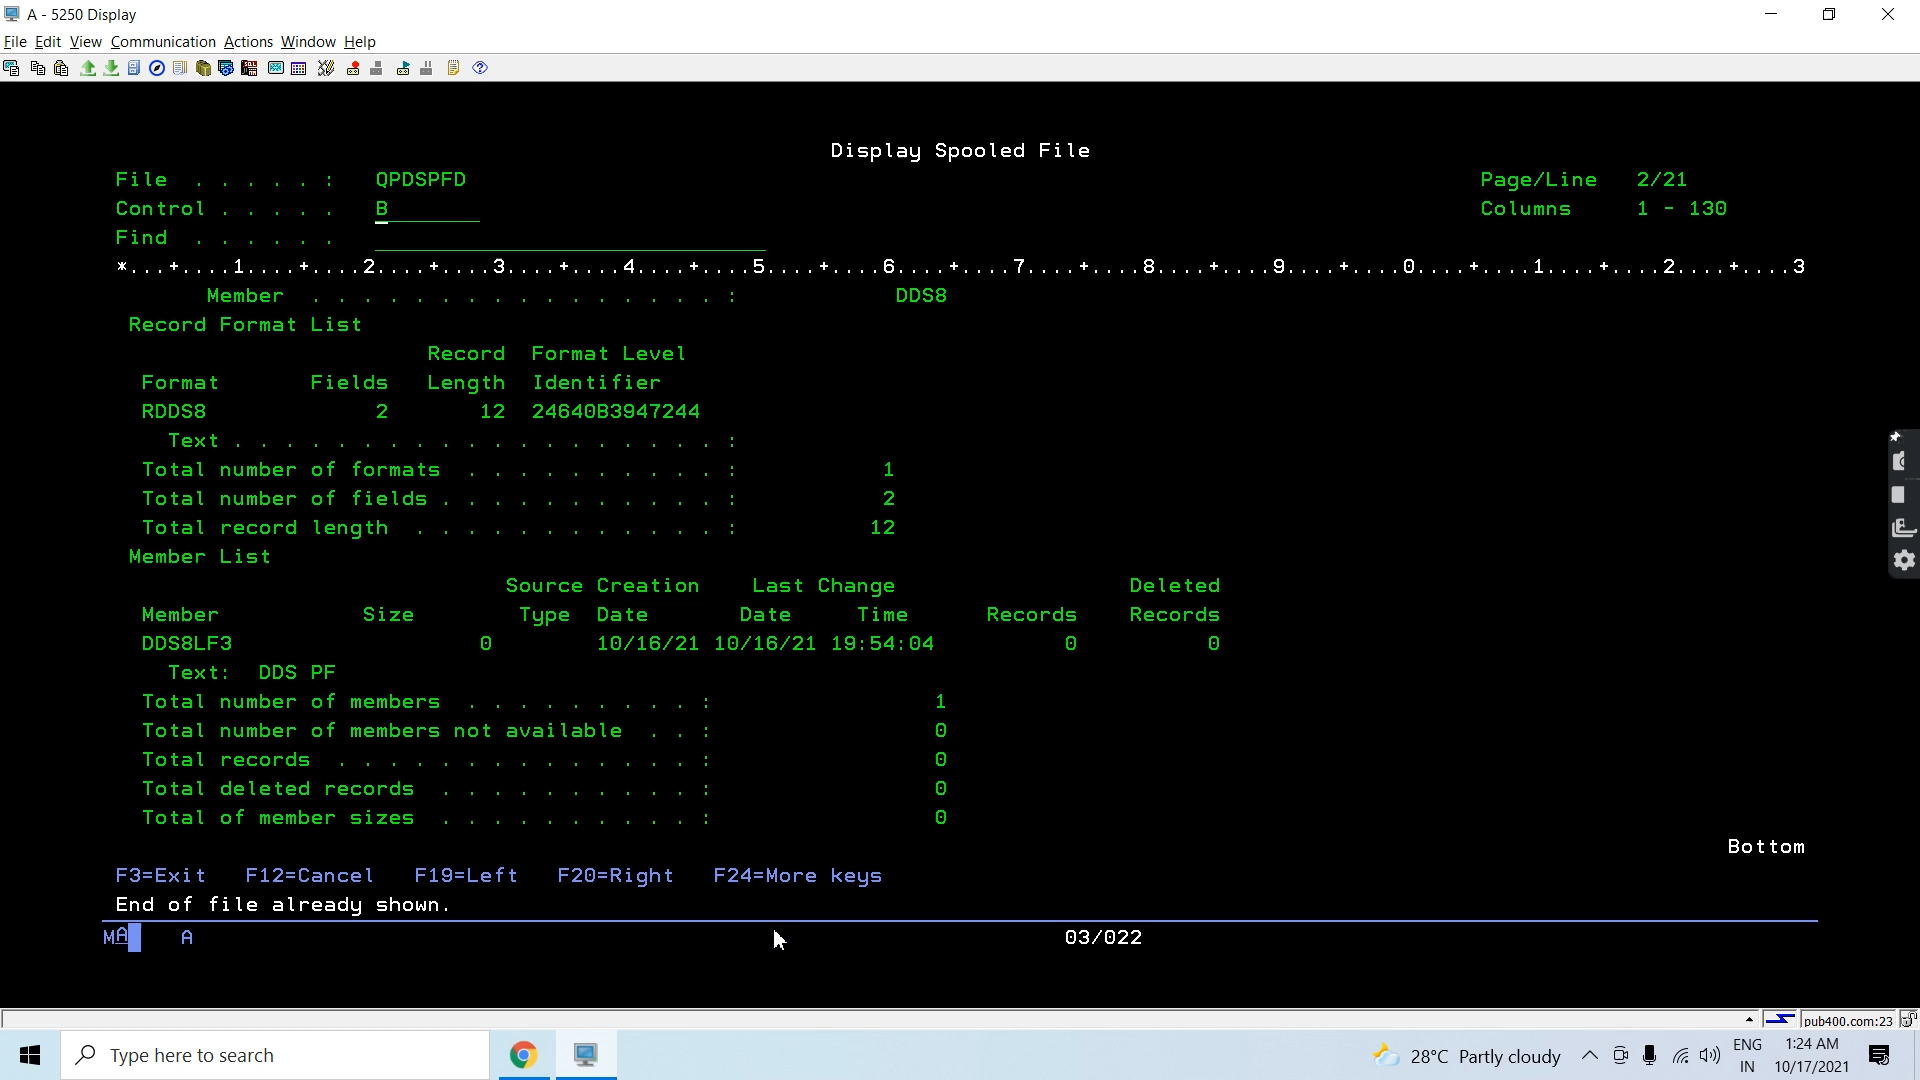 A - 5250 Display
File Edit View Communication Actions Window Help
Display Spooled File
File . . . . . : QPDSPFD Page/Line 2/21
Control . . . . . B Columns 1 - 130
Find . . . . . .
*...+....1....+....2....+....3....+....4....+....5....+....6....+....7....+....8....+....9....+....0....+....1....+....2....+....3
Member . . . . . . . . . . . . . . . . . : DDS8
Record Format List
Record Format Level
Format Fields Length Identifier
RDDS8 2 12 24640B3947244
Text . . . . . . . . . . . . . . . . . . . . :
Total number of formats . . . . . . . . . . . : 1
Total number of fields . . . . . . . . . . . . : 2
Total record length . . . . . . . . . . . . . : 12
Member List
Source Creation Last Change Deleted
Member Size Type Date Date Time Records Records
DDS8LF3 0 10/16/21 10/16/21 19:54:04 0 0
Text: DDS PF
Total number of members . . . . . . . . . . : 1
Total number of members not available . . : 0
Total records . . . . . . . . . . . . . . . : 0
Total deleted records . . . . . . . . . . . : 0
Total of member sizes . . . . . . . . . . . : 0
Bottom
F3=Exit F12=Cancel F19=Left F20=Right F24=More keys
End of file already shown.
MA A 03/022
pub400.com:23
Type here to search 28°C Partly cloudy ENG IN 1:24 AM 10/17/2021